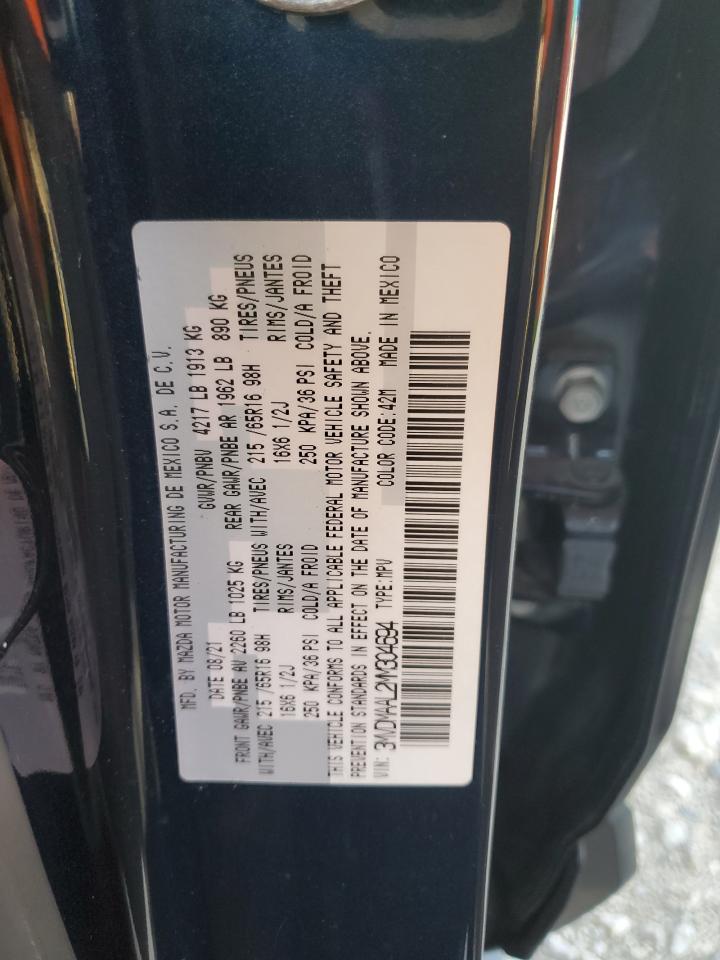 MFD. BY MAZDA MOTOR MANUFACTURING DE MEXICO S.A. DE C.V.
DATE 08/21 GVWR/PNBV 4217 LB 1913 KG
FRONT GAWR/PNBE AV 2260 LB 1025 KG REAR GAWR/PNBE AR 1962 LB 890 KG
WITH/AVEC 215 /65R16 98H TIRES/PNEUS WITH/AVEC 215 /65R16 98H TIRES/PNEUS
16X6 1/2J RIMS/JANTES 16X6 1/2J RIMS/JANTES
250 KPA/36 PSI COLD/A FROID 250 KPA/36 PSI COLD/A FROID
THIS VEHICLE CONFORMS TO ALL APPLICABLE FEDERAL MOTOR VEHICLE SAFETY AND THEFT
PREVENTION STANDARDS IN EFFECT ON THE DATE OF MANUFACTURE SHOWN ABOVE.
VIN: 3MVDMAAL2MM304694 TYPE:MPV COLOR CODE:42M MADE IN MEXICO